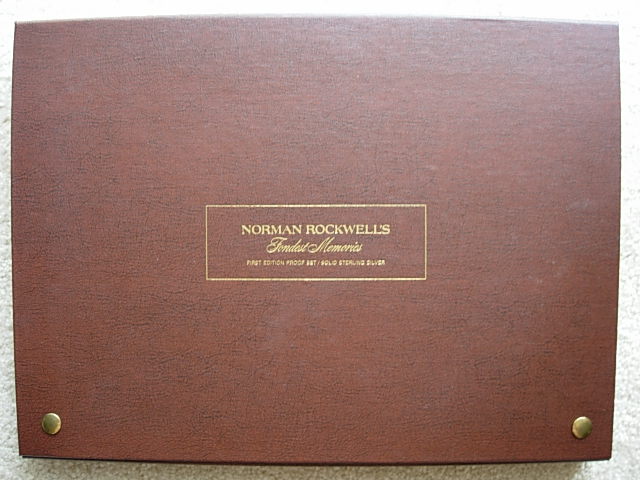 NORMAN ROCKWELL'S
Fondest Memories
FIRST EDITION PROOF SET / SOLID STERLING SILVER